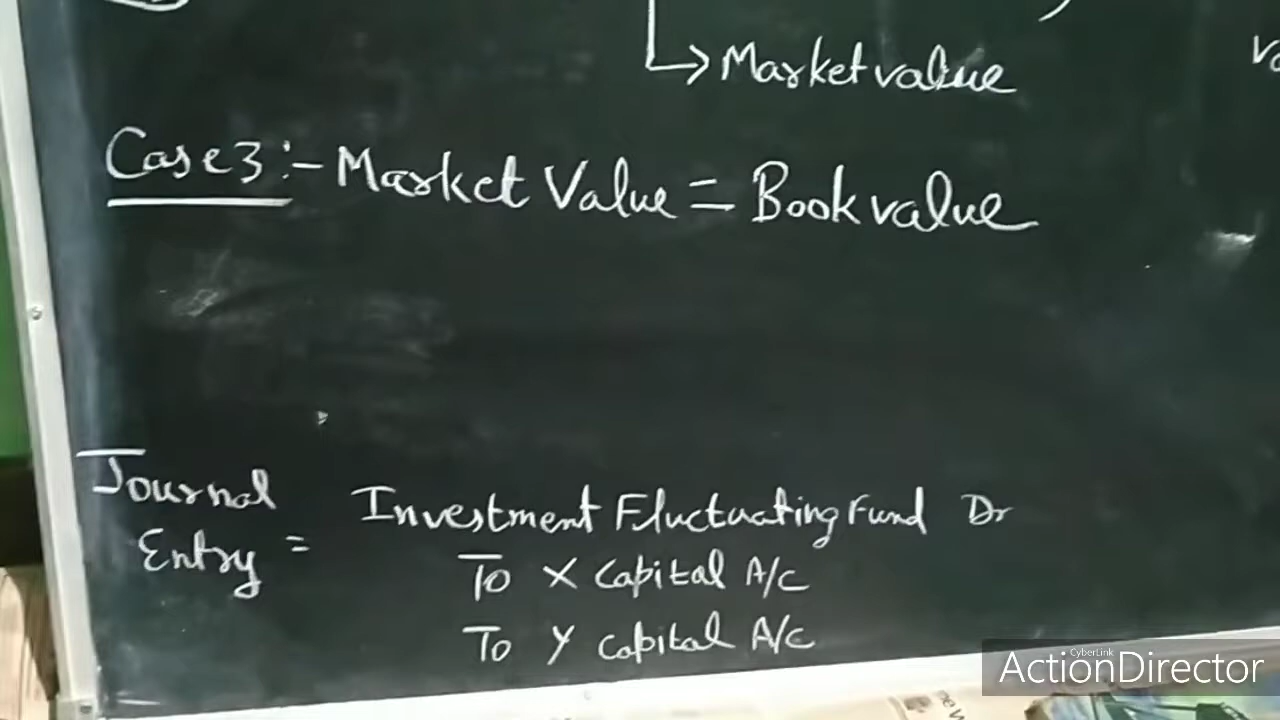 Market value
Case 3:- Market Value = Book value
Journal Entry = Investment Fluctuating Fund Dr
To X Capital A/c
To Y Capital A/c
CyberLink
ActionDirector